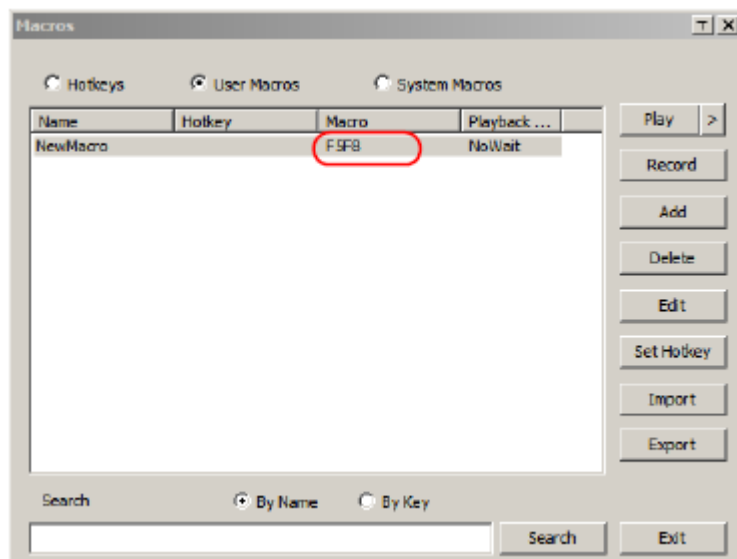 Macros
Hotkeys User Macros System Macros
Name Hotkey Macro Playback ...
NewMacro F5F8 NoWait
Play >
Record
Add
Delete
Edit
Set Hotkey
Import
Export
Search By Name By Key
Search Exit